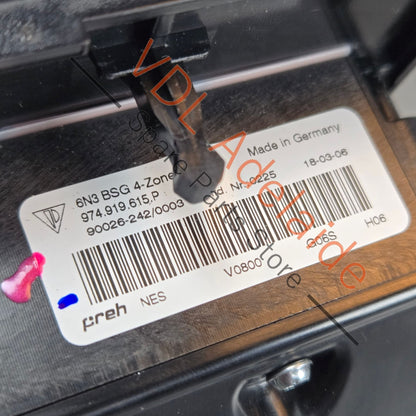 6N3 BSG 4-Zone
Made in Germany
974.919.615,P
90026-242/0003
Nr. 0225
18-03-06
V0800
G06S
H06
preh
NES
VDL Adelaide
Spare Parts Store